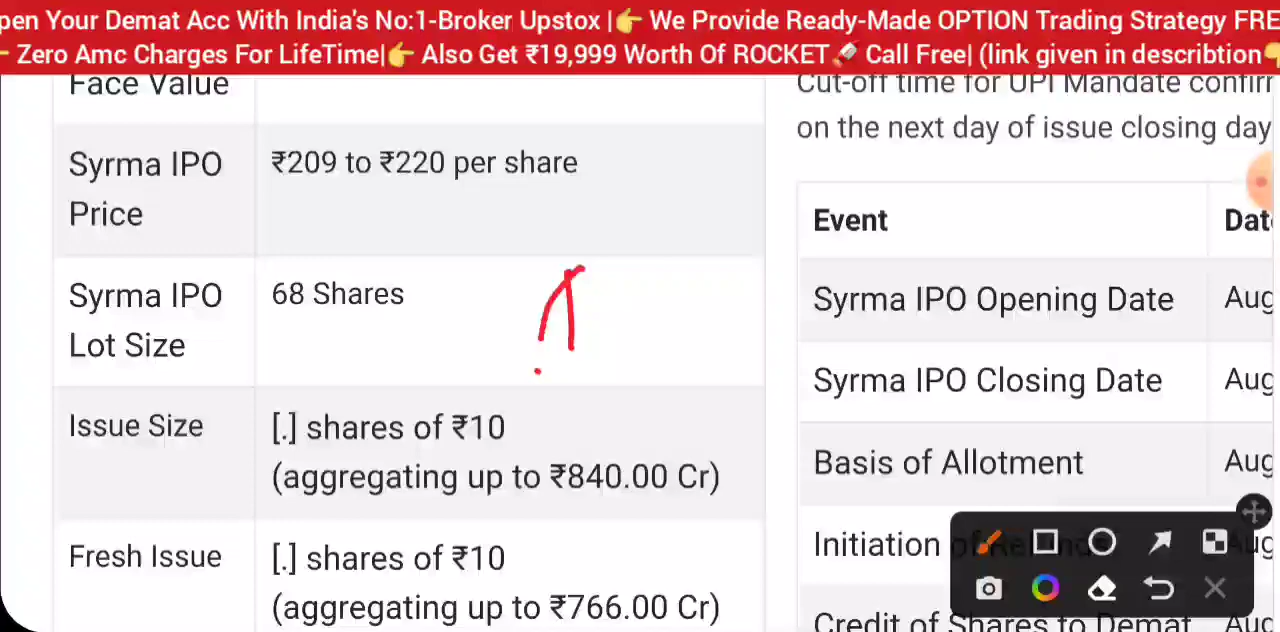 pen Your Demat Acc With India's No:1-Broker Upstox |👉 We Provide Ready-Made OPTION Trading Strategy FRE
Zero Amc Charges For LifeTime|👉 Also Get ₹19,999 Worth Of ROCKET🚀 Call Free| (link given in describtion👇
Face Value
Syrma IPO
Price
₹209 to ₹220 per share
Syrma IPO
Lot Size
68 Shares
Issue Size
[.] shares of ₹10
(aggregating up to ₹840.00 Cr)
Fresh Issue
[.] shares of ₹10
(aggregating up to ₹766.00 Cr)
Cut-off time for UPI Mandate confir
on the next day of issue closing day
Event
Dat
Syrma IPO Opening Date
Aug
Syrma IPO Closing Date
Aug
Basis of Allotment
Aug
Initiation of Refunds
Aug
Credit of Shares to Demat
Aug